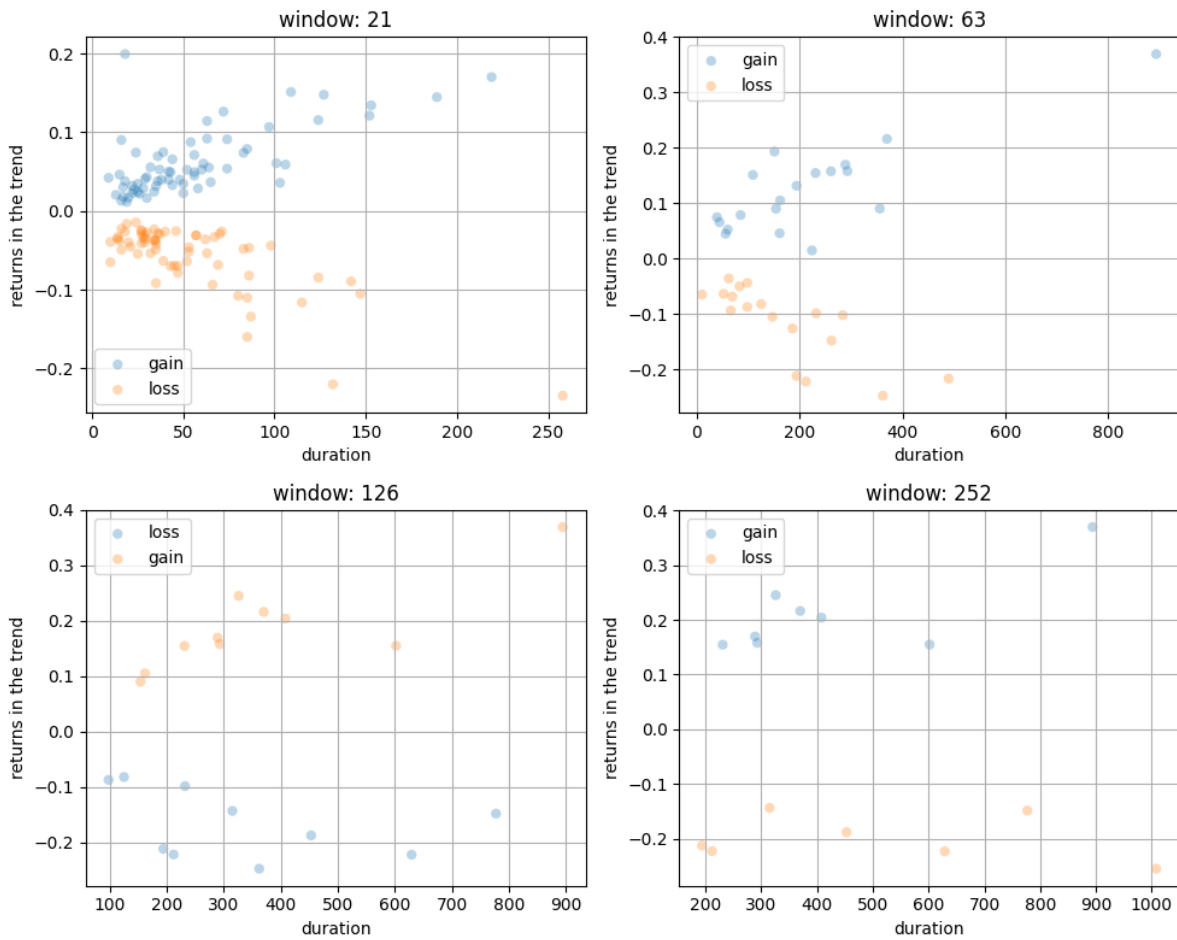 window: 21
0.2
0.1
0.0
−0.1
−0.2
returns in the trend
gain
loss
0 50 100 150 200 250
duration
window: 63
0.4
0.3
0.2
0.1
0.0
−0.1
−0.2
returns in the trend
gain
loss
0 200 400 600 800
duration
window: 126
0.4
0.3
0.2
0.1
0.0
−0.1
−0.2
returns in the trend
loss
gain
100 200 300 400 500 600 700 800 900
duration
window: 252
0.4
0.3
0.2
0.1
0.0
−0.1
−0.2
returns in the trend
gain
loss
200 300 400 500 600 700 800 900 1000
duration